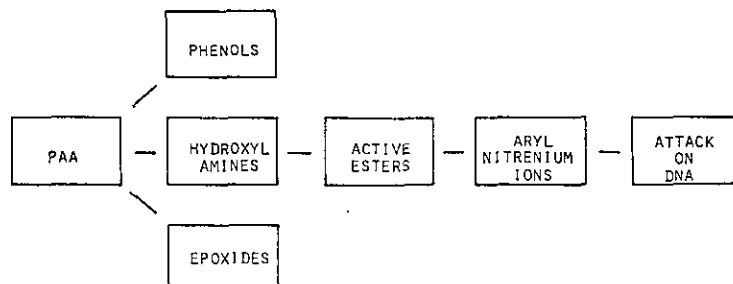 PHENOLS
PAA
HYDROXYL
AMINES
ACTIVE
ESTERS
ARYL
NITRENIUM
IONS
ATTACK
ON
DNA
EPOXIDES